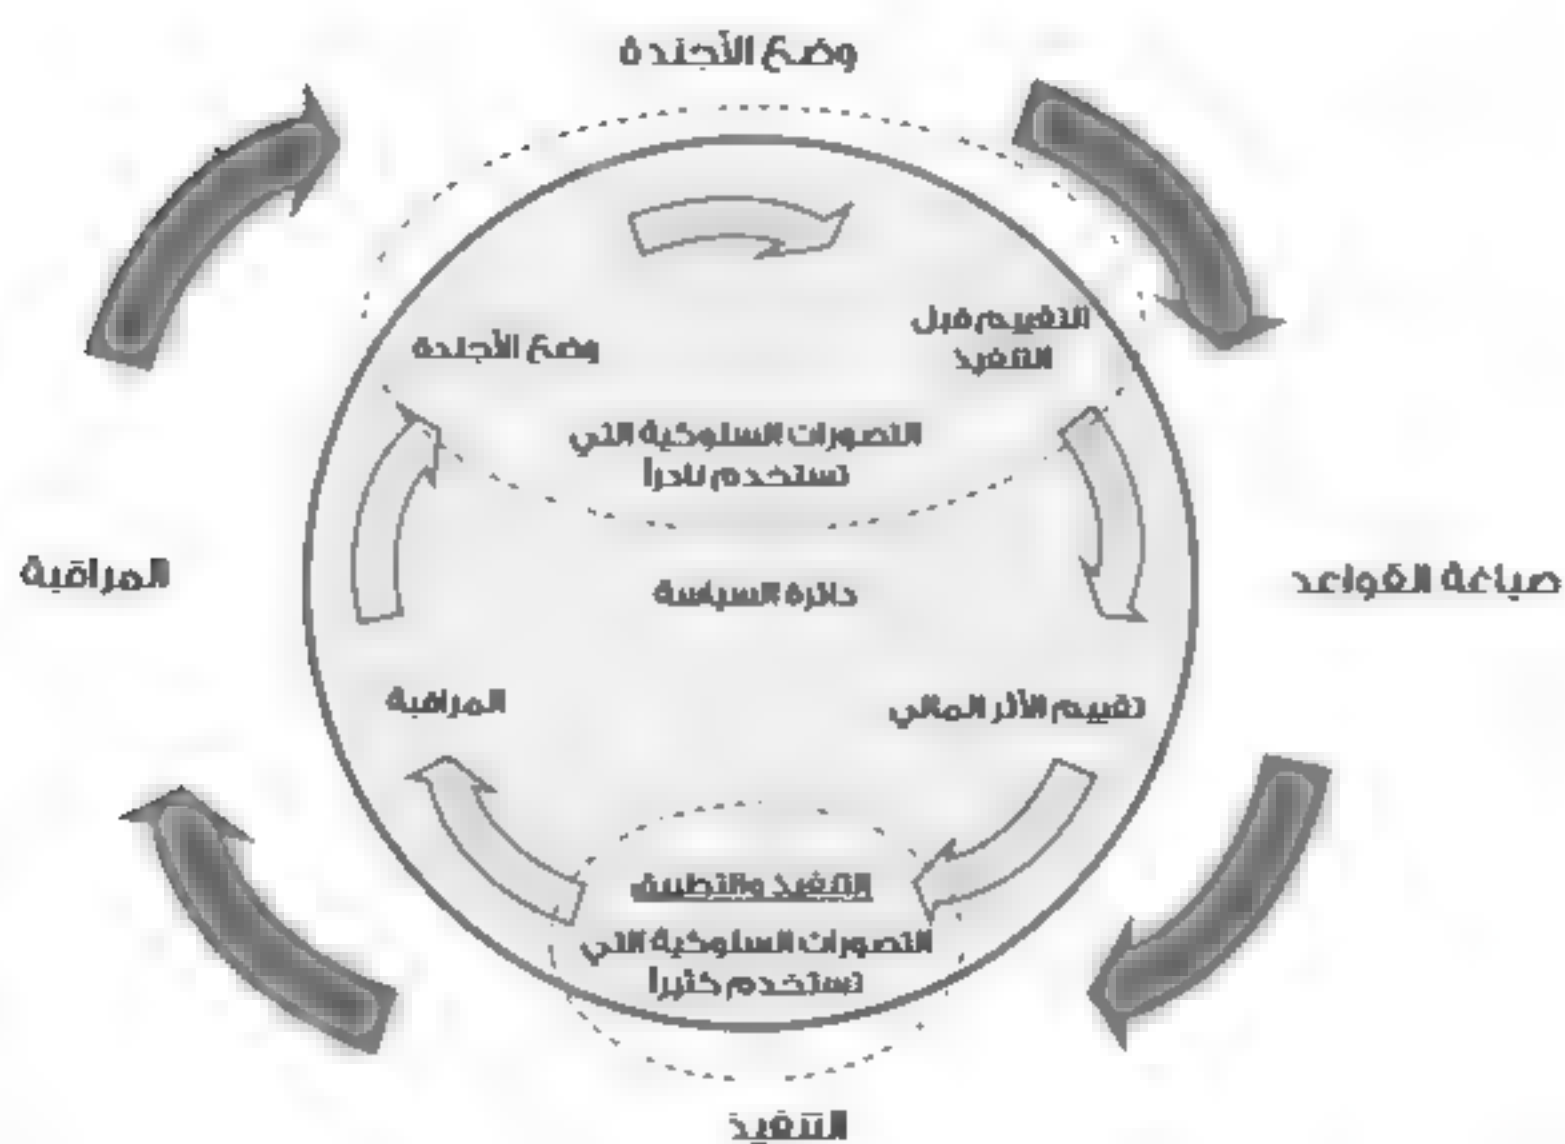 وضع الأجندة
التقييم قبل
التنفيذ
وضع الأجندة
التصورات السلوكية التي
تستخدم نادراً
صياغة القواعد
دائرة السياسة
المراقبة
تقييم الأثر المالي
المراقبة
التنفيذ والتطبيق
التصورات السلوكية التي
تستخدم كثيراً
التنفيذ